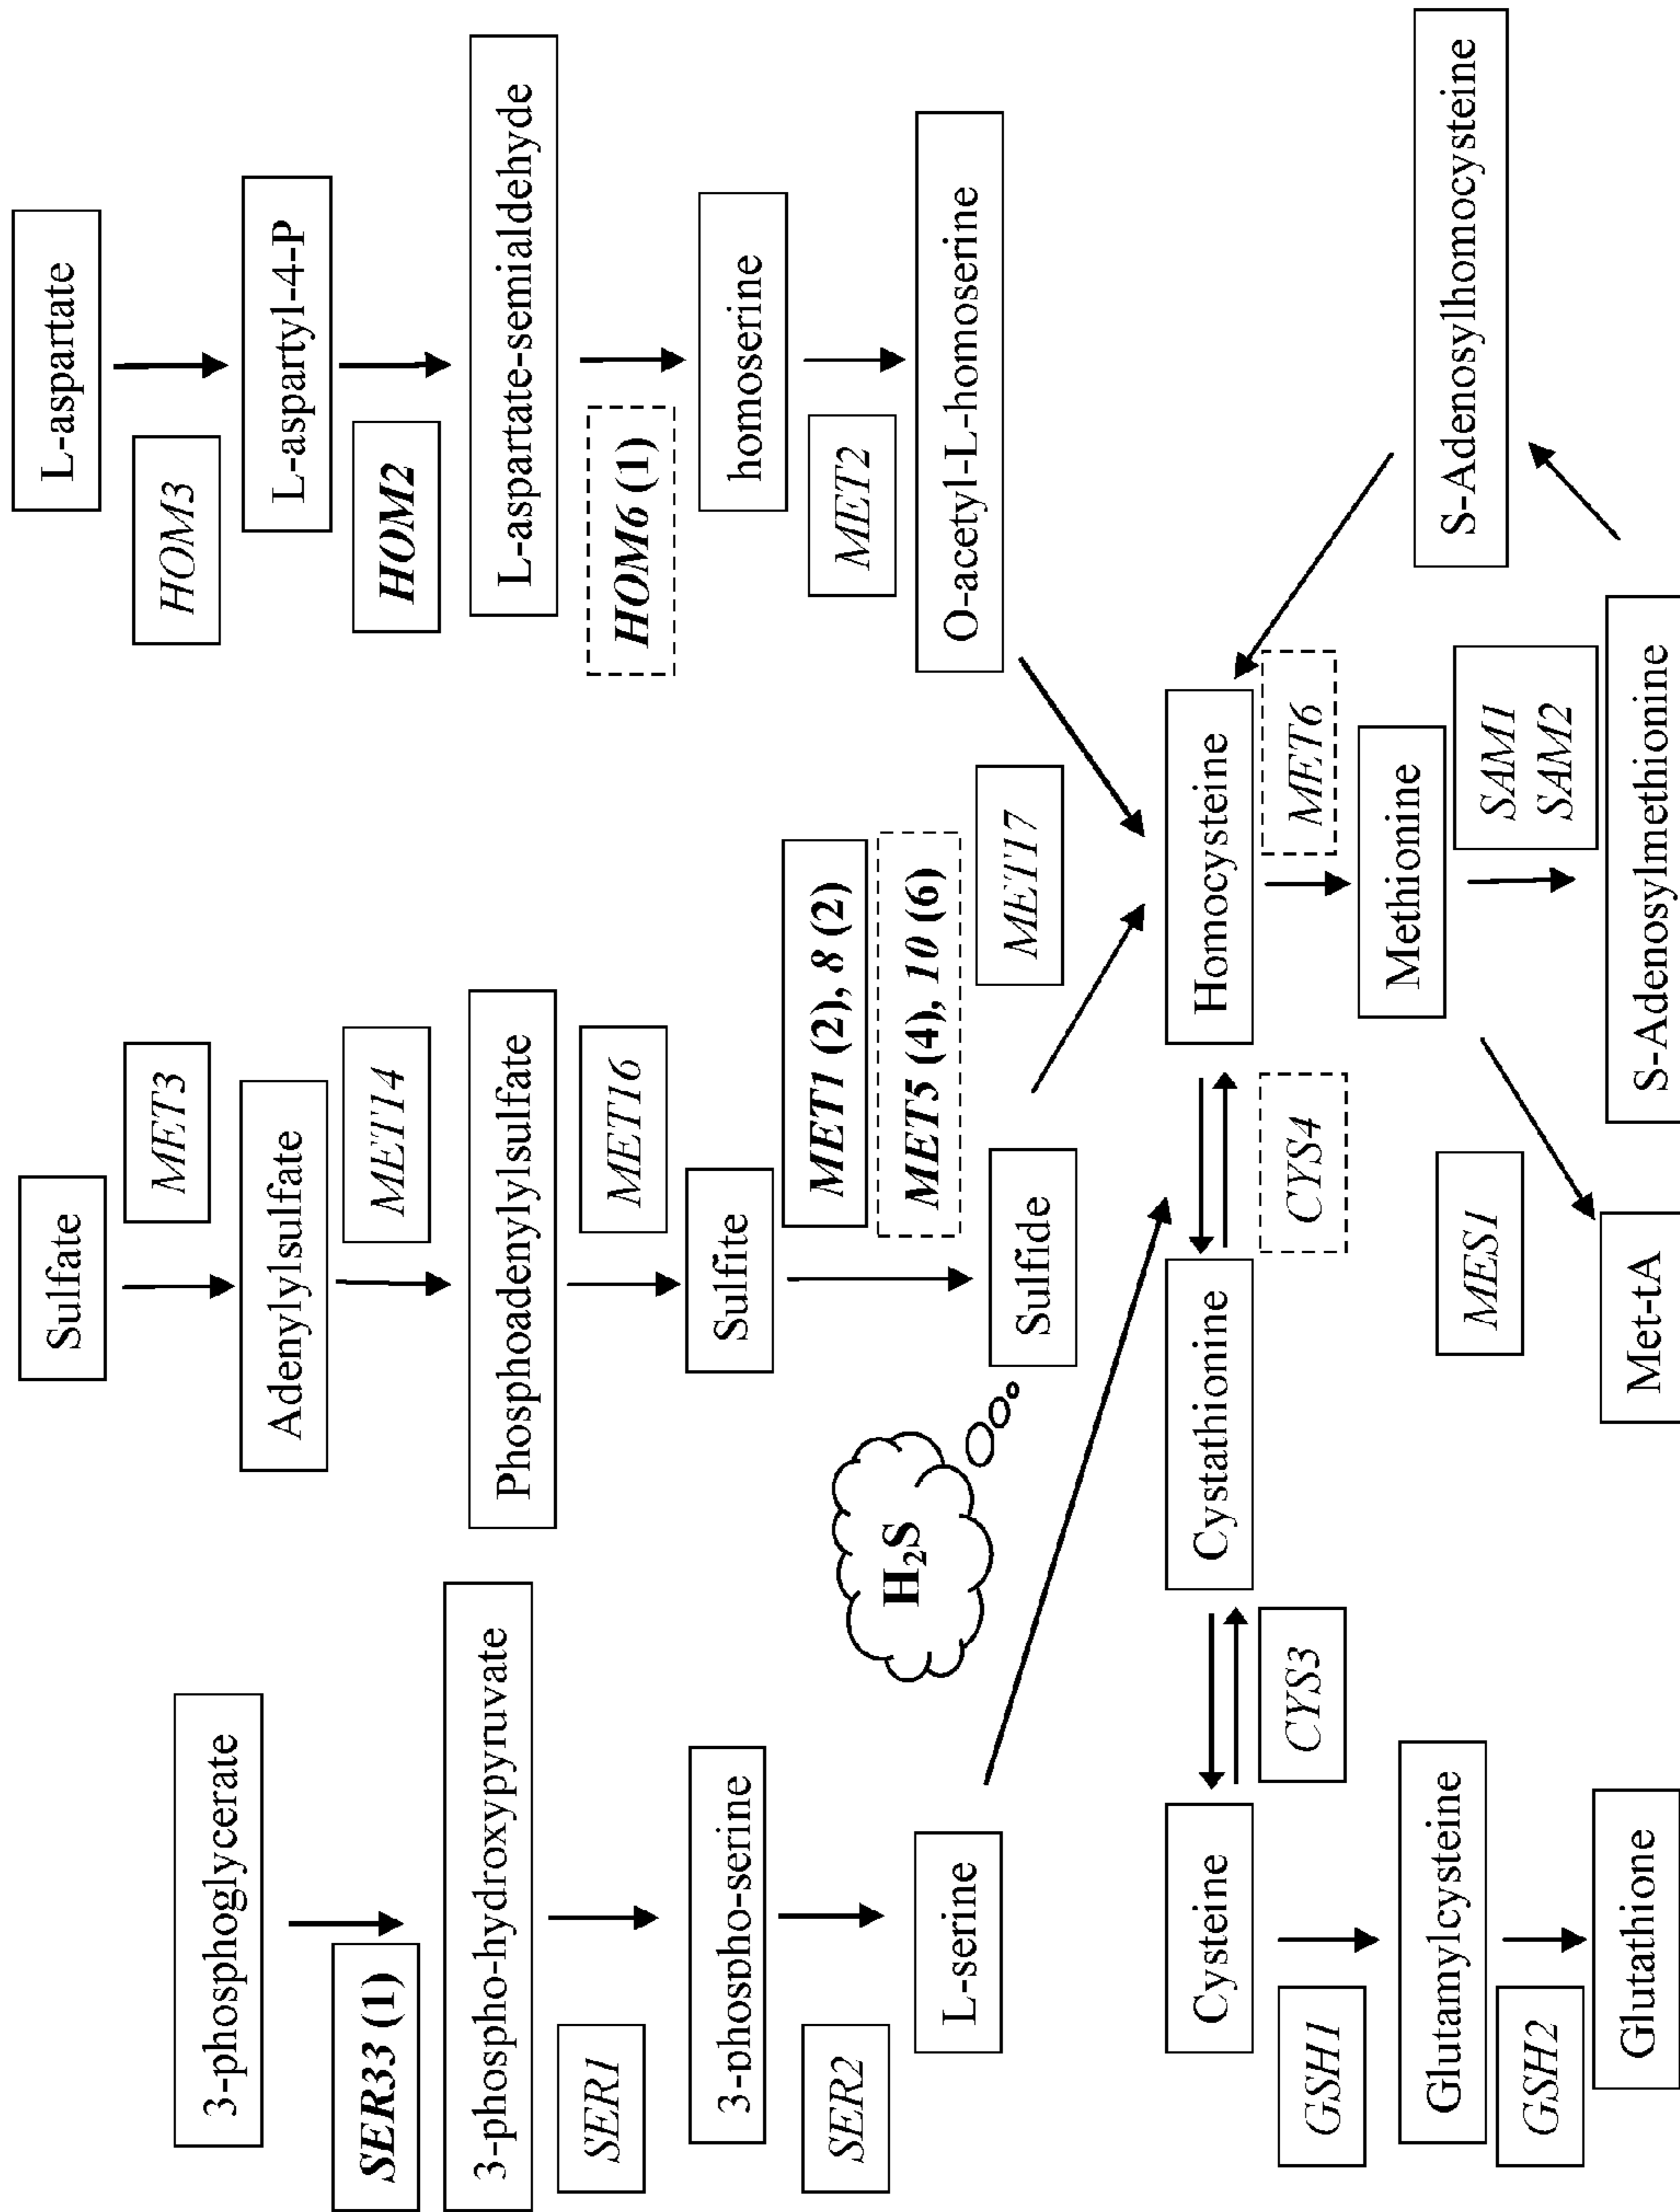 3-phosphoglycerate
SER33 (1)
3-phospho-hydroxypyruvate
SER1
3-phospho-serine
SER2
L-serine
Sulfate
MET3
Adenylylsulfate
MET14
Phosphoadenylylsulfate
MET16
Sulfite
MET1 (2), 8 (2)
MET5 (4), 10 (6)
H₂S
Sulfide
MET17
L-aspartate
HOM3
L-aspartyl-4-P
HOM2
L-aspartate-semialdehyde
HOM6 (1)
homoserine
MET2
O-acetyl-L-homoserine
Cysteine
CYS3
Cystathionine
CYS4
Homocysteine
MET6
GSH1
Glutamylcysteine
GSH2
Glutathione
Methionine
MES1
Met-tA
SAM1
SAM2
S-Adenosylmethionine
S-Adenosylhomocysteine